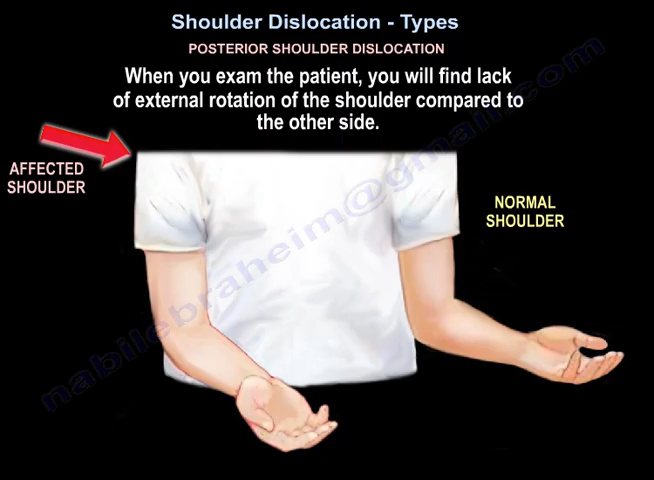 Shoulder Dislocation - Types
POSTERIOR SHOULDER DISLOCATION
When you exam the patient, you will find lack
of external rotation of the shoulder compared to
the other side.
AFFECTED
SHOULDER
NORMAL
SHOULDER
nabilebraheim@gmail.com